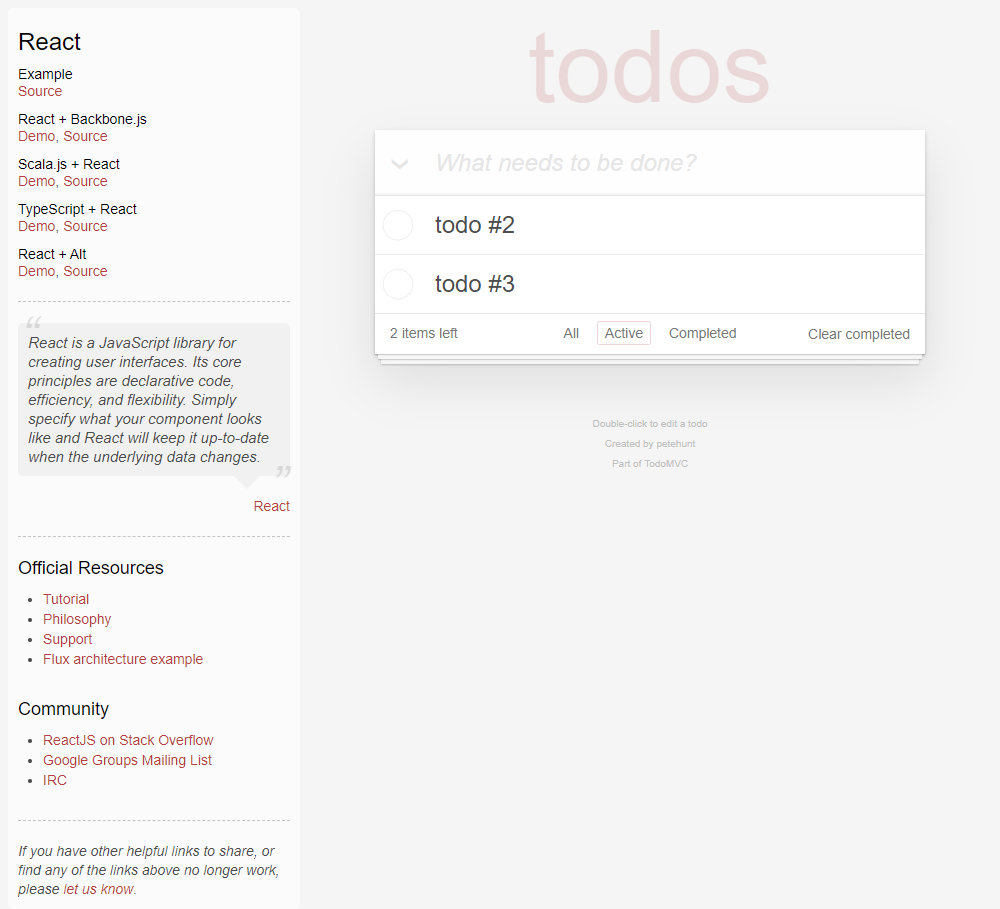 React
Example
Source
React + Backbone.js
Demo, Source
Scala.js + React
Demo, Source
TypeScript + React
Demo, Source
React + Alt
Demo, Source
“
React is a JavaScript library for
creating user interfaces. Its core
principles are declarative code,
efficiency, and flexibility. Simply
specify what your component looks
like and React will keep it up-to-date
when the underlying data changes.
”
React
Official Resources
• Tutorial
• Philosophy
• Support
• Flux architecture example
Community
• ReactJS on Stack Overflow
• Google Groups Mailing List
• IRC
If you have other helpful links to share, or
find any of the links above no longer work,
please let us know.
todos
What needs to be done?
todo #2
todo #3
2 items left All Active Completed Clear completed
Double-click to edit a todo
Created by petehunt
Part of TodoMVC